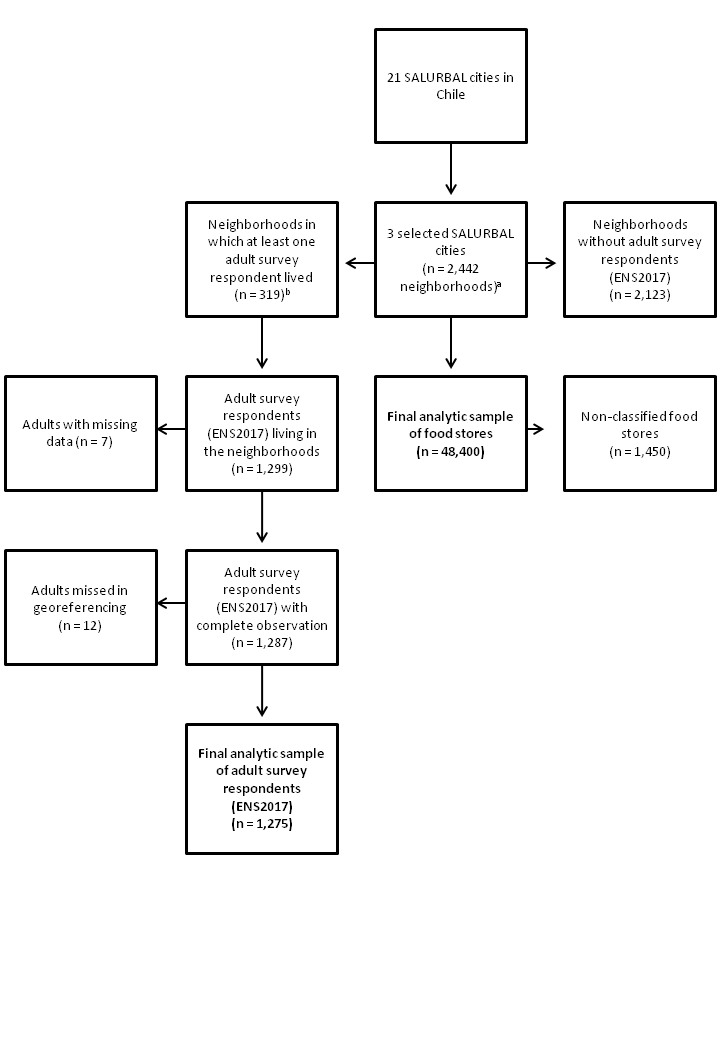 21 SALURBAL cities in
Chile
Neighborhoods in
which at least one
adult survey
respondent lived
(n = 319)ᵇ
3 selected SALURBAL
cities
(n = 2,442
neighborhoods)ᵃ
Neighborhoods
without adult survey
respondents
(ENS2017)
(n = 2,123)
Adults with missing
data (n = 7)
Adult survey
respondents
(ENS2017) living in
the neighborhoods
(n = 1,299)
Final analytic sample
of food stores
(n = 48,400)
Non-classified food
stores
(n = 1,450)
Adults missed in
georeferencing
(n = 12)
Adult survey
respondents
(ENS2017) with
complete observation
(n = 1,287)
Final analytic sample
of adult survey
respondents
(ENS2017)
(n = 1,275)